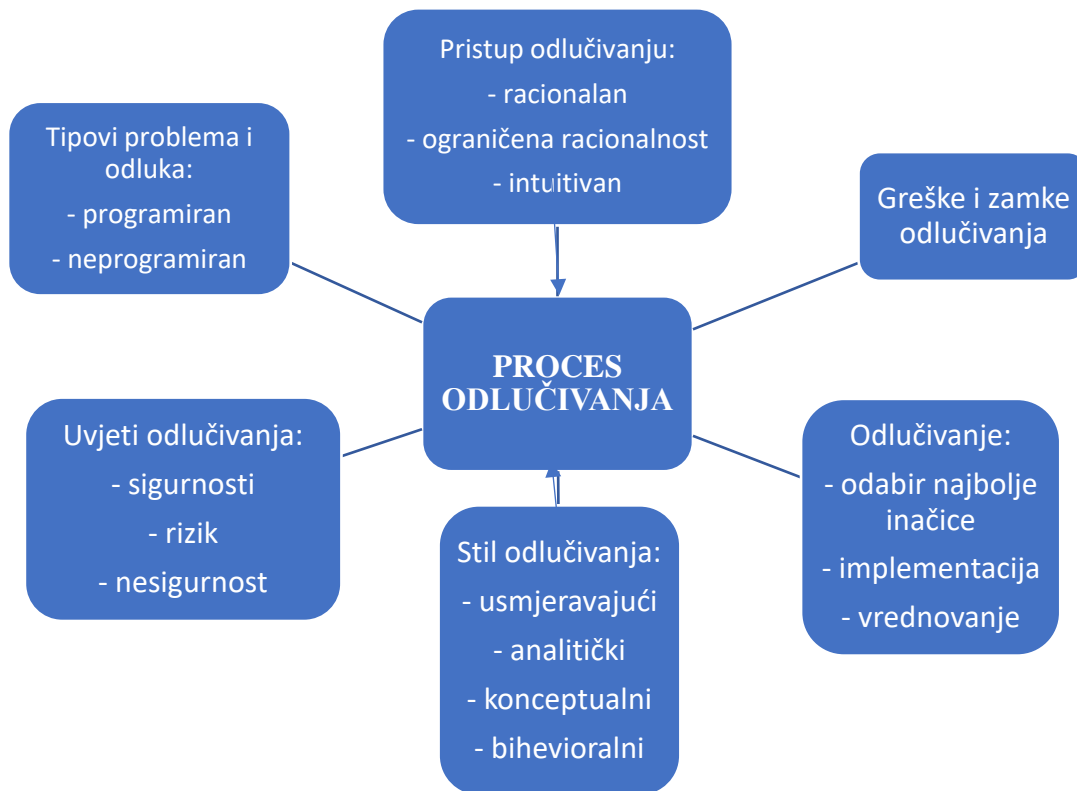 Pristup odlučivanju:
- racionalan
- ograničena racionalnost
- intuitivan
Tipovi problema i
odluka:
- programiran
- neprogramiran
Greške i zamke
odlučivanja
PROCES
ODLUČIVANJA
Uvjeti odlučivanja:
- sigurnosti
- rizik
- nesigurnost
Odlučivanje:
- odabir najbolje
inačice
- implementacija
- vrednovanje
Stil odlučivanja:
- usmjeravajući
- analitički
- konceptualni
- bihevioralni